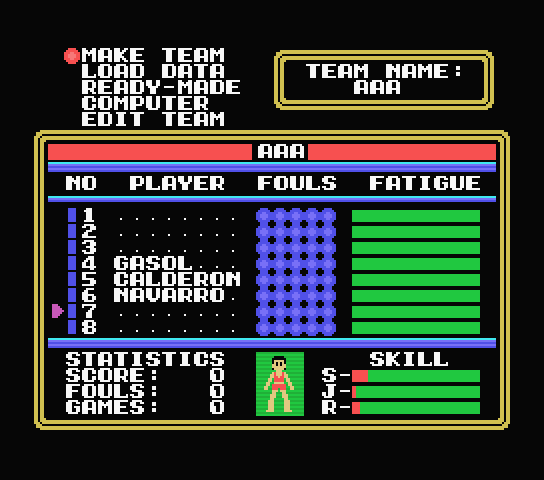 MAKE TEAM
LOAD DATA
READY-MADE
COMPUTER
EDIT TEAM
TEAM NAME:
AAA
AAA
NO PLAYER FOULS FATIGUE
1 ........
2 ........
3 ........
4 GASOL...
5 CALDERON
6 NAVARRO.
7 ........
8 ........
STATISTICS
SCORE: 0
FOULS: 0
GAMES: 0
SKILL
S-
J-
R-